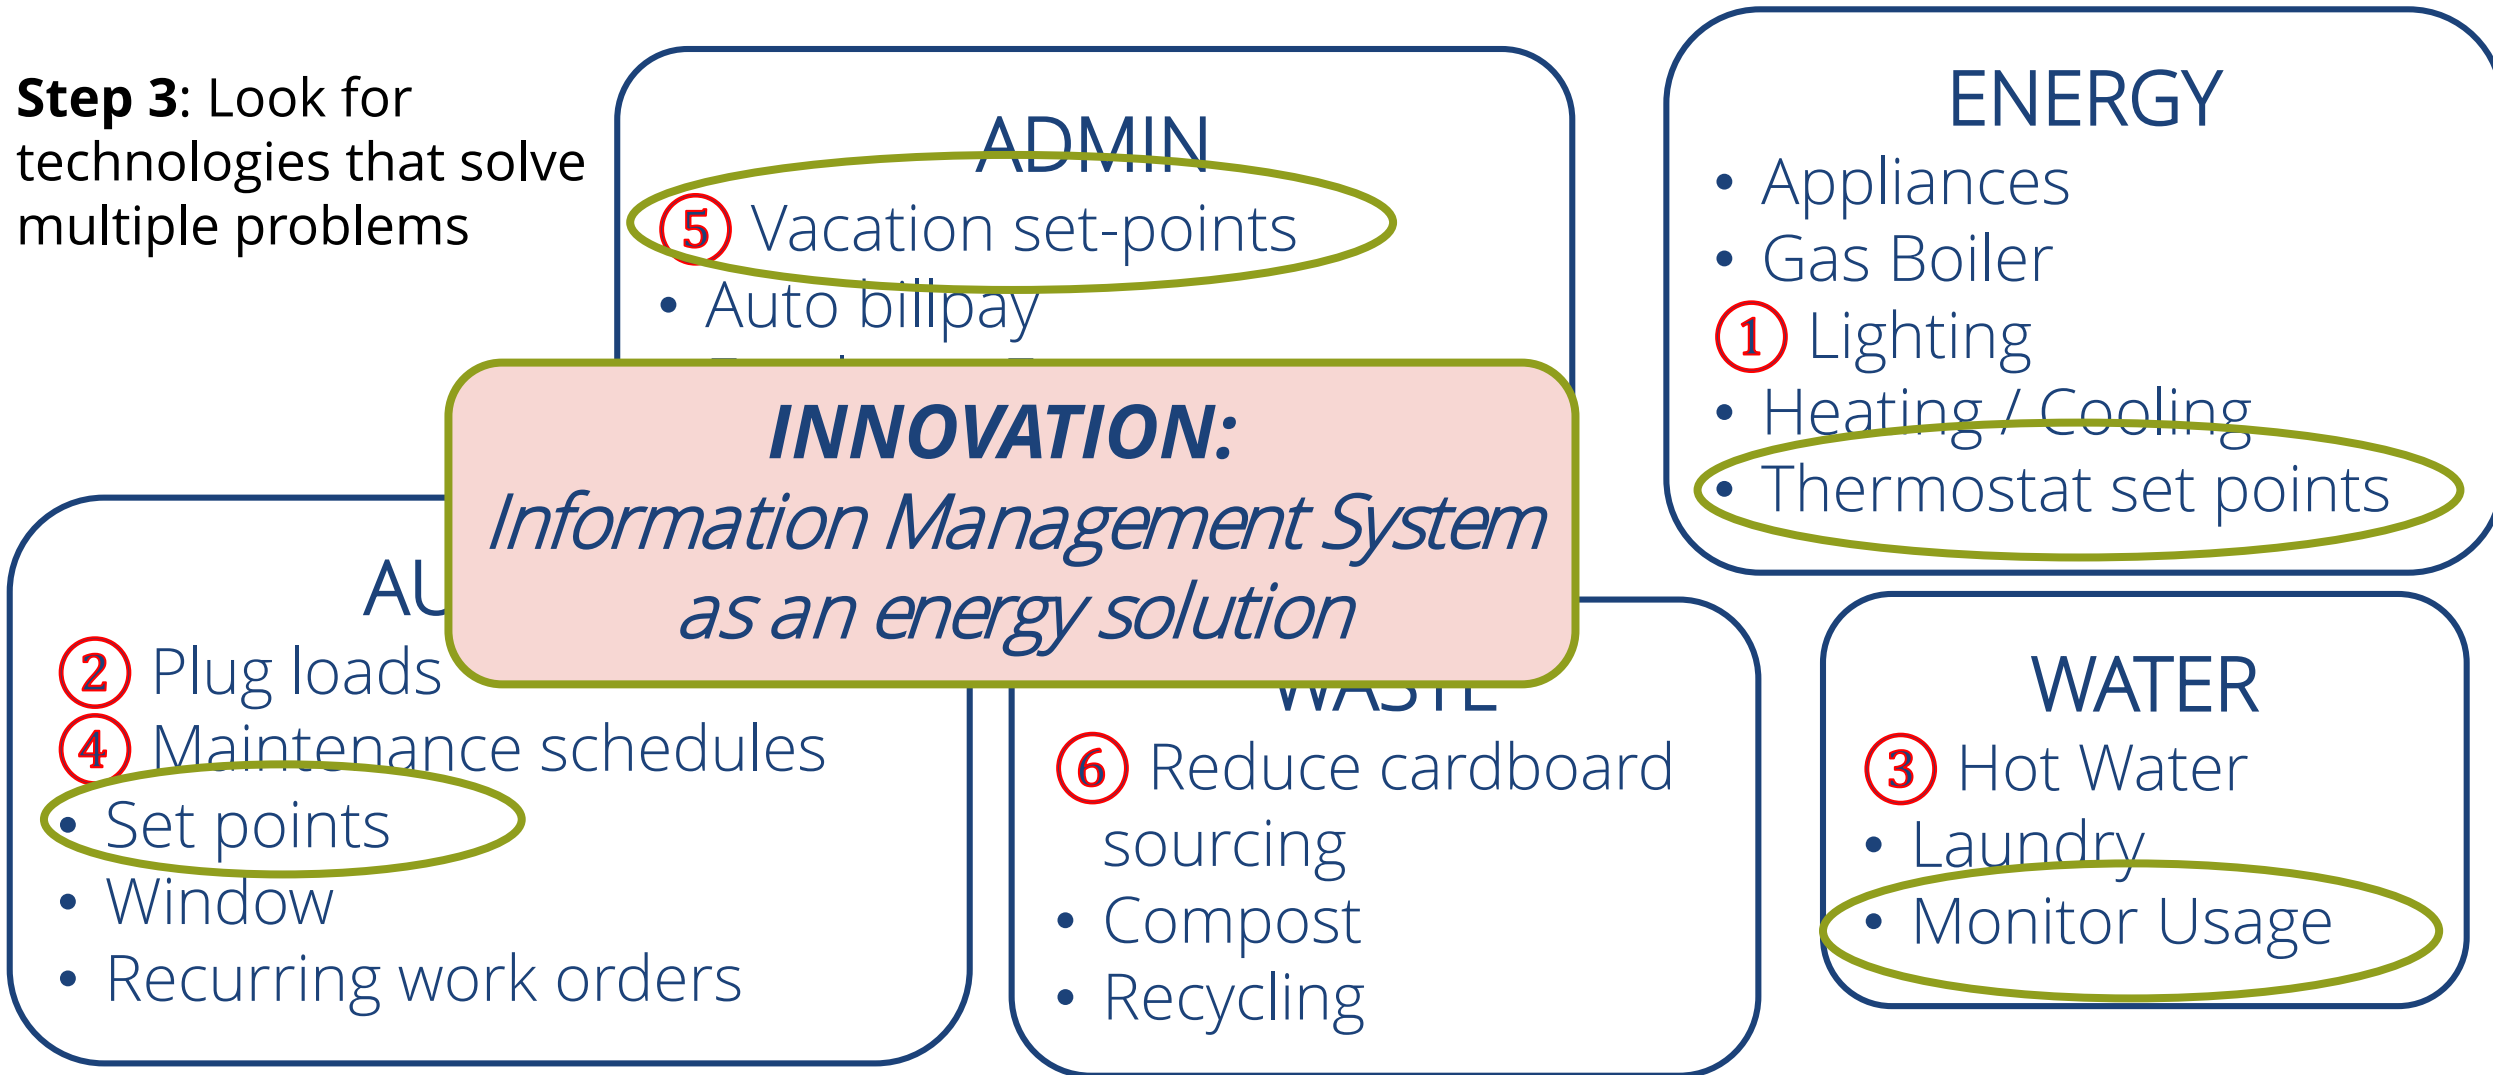 Step 3: Look for
technologies that solve
multiple problems
ADMIN
5 Vacation set-points
• Auto billpay
ENERGY
• Appliances
• Gas Boiler
1 Lighting
• Heating / Cooling
• Thermostat set points
INNOVATION:
Information Management System
as an energy solution
2 Plug loads
4 Maintenance schedules
• Set points
• Window
• Recurring work orders
WASTE
6 Reduce cardboard
sourcing
• Compost
• Recycling
WATER
3 Hot Water
• Laundry
• Monitor Usage